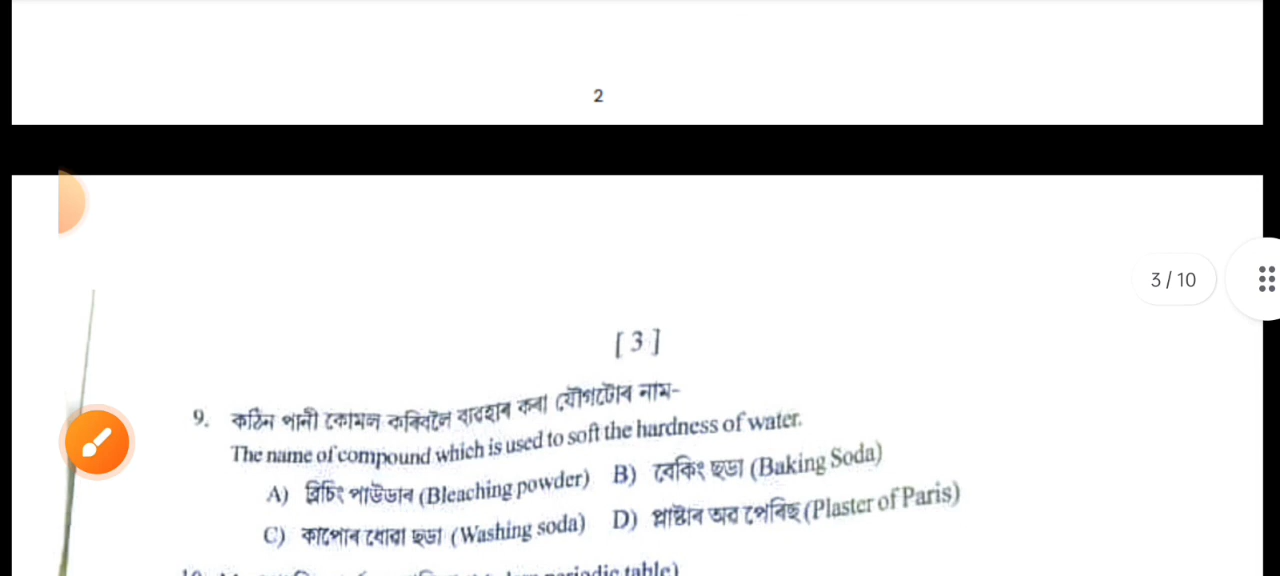 2
3 / 10
[ 3 ]
9. কঠিন পানী কোমল কৰিবলৈ ব্যৱহাৰ কৰা যৌগটোৰ নাম-
The name of compound which is used to soft the hardness of water.
A) ব্লিচিং পাউডাৰ (Bleaching powder) B) বেকিং ছডা (Baking Soda)
C) কাপোৰ ধোৱা ছডা (Washing soda) D) প্লাষ্টাৰ অব পেৰিছ (Plaster of Paris)
periodic table)